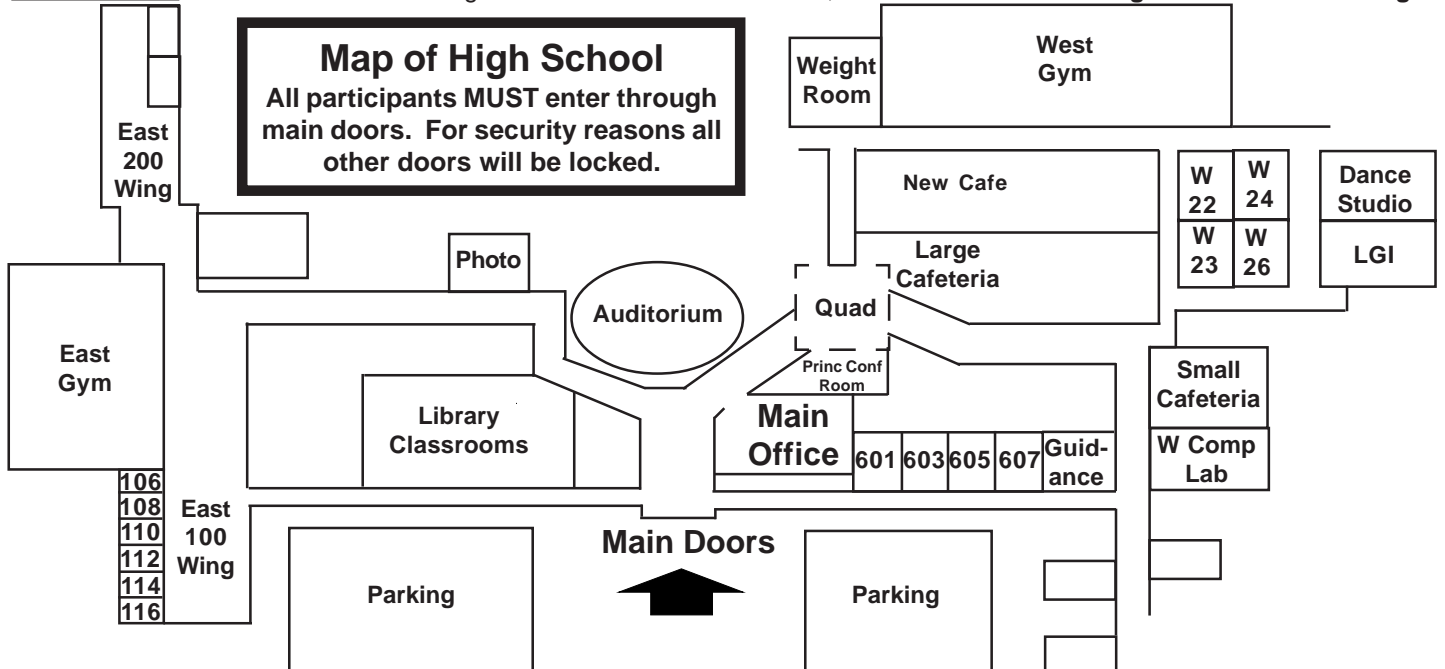 Map of High School
All participants MUST enter through
main doors. For security reasons all
other doors will be locked.
Weight
Room
West
Gym
East
200
Wing
New Cafe
W
22
W
24
Dance
Studio
Photo
Large
Cafeteria
W
23
W
26
LGI
Auditorium
Quad
East
Gym
Princ Conf
Room
Small
Cafeteria
Library
Classrooms
Main
Office
601
603
605
607
Guid-
ance
W Comp
Lab
106
108
110
112
114
116
East
100
Wing
Main Doors
Parking
Parking